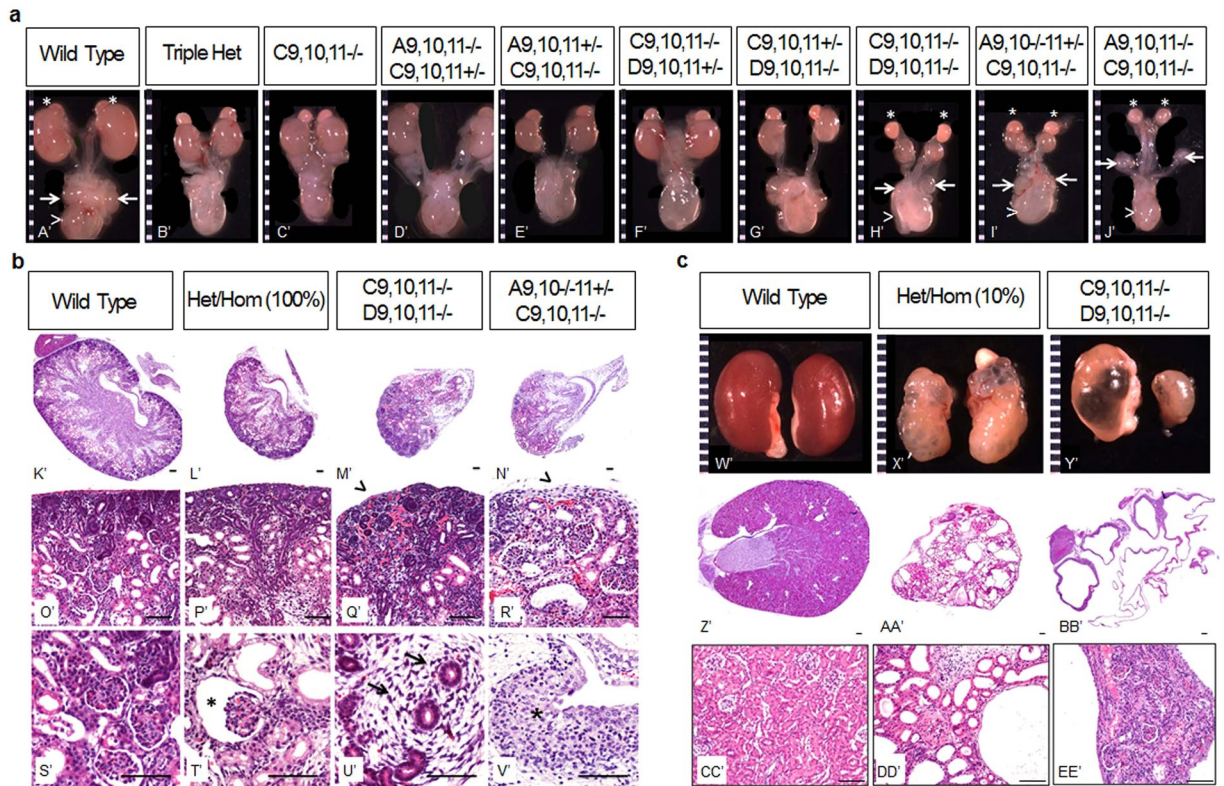 a
Wild Type
Triple Het
C9,10,11-/-
A9,10,11-/-
C9,10,11+/-
A9,10,11+/-
C9,10,11-/-
C9,10,11-/-
D9,10,11+/-
C9,10,11+/-
D9,10,11-/-
C9,10,11-/-
D9,10,11-/-
A9,10-/-11+/-
C9,10,11-/-
A9,10,11-/-
C9,10,11-/-
A'
B'
C'
D'
E'
F'
G'
H'
I'
J'
b
Wild Type
Het/Hom (100%)
C9,10,11-/-
D9,10,11-/-
A9,10-/-11+/-
C9,10,11-/-
K'
L'
M'
N'
O'
P'
Q'
R'
S'
T'
U'
V'
c
Wild Type
Het/Hom (10%)
C9,10,11-/-
D9,10,11-/-
W'
X'
Y'
Z'
AA'
BB'
CC'
DD'
EE'